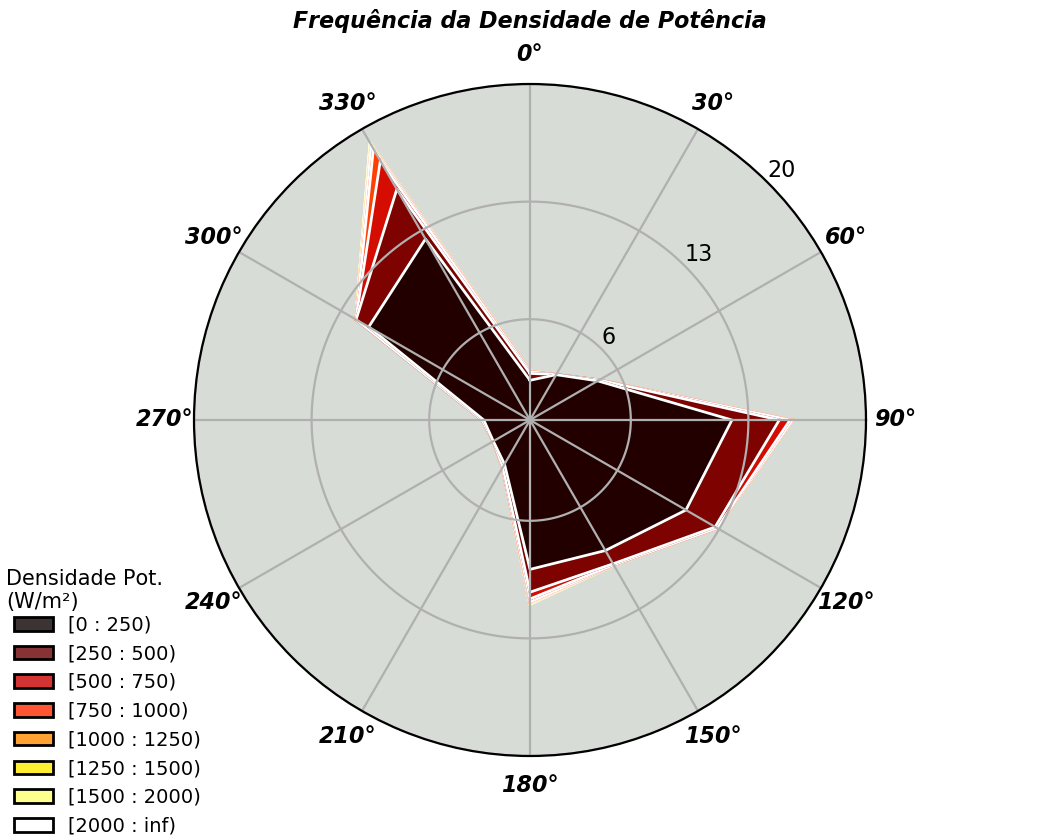 Frequência da Densidade de Potência
0°
330°
30°
20
300°
60°
13
6
270°
90°
240°
120°
210°
150°
180°
Densidade Pot.
(W/m²)
[0 : 250)
[250 : 500)
[500 : 750)
[750 : 1000)
[1000 : 1250)
[1250 : 1500)
[1500 : 2000)
[2000 : inf)